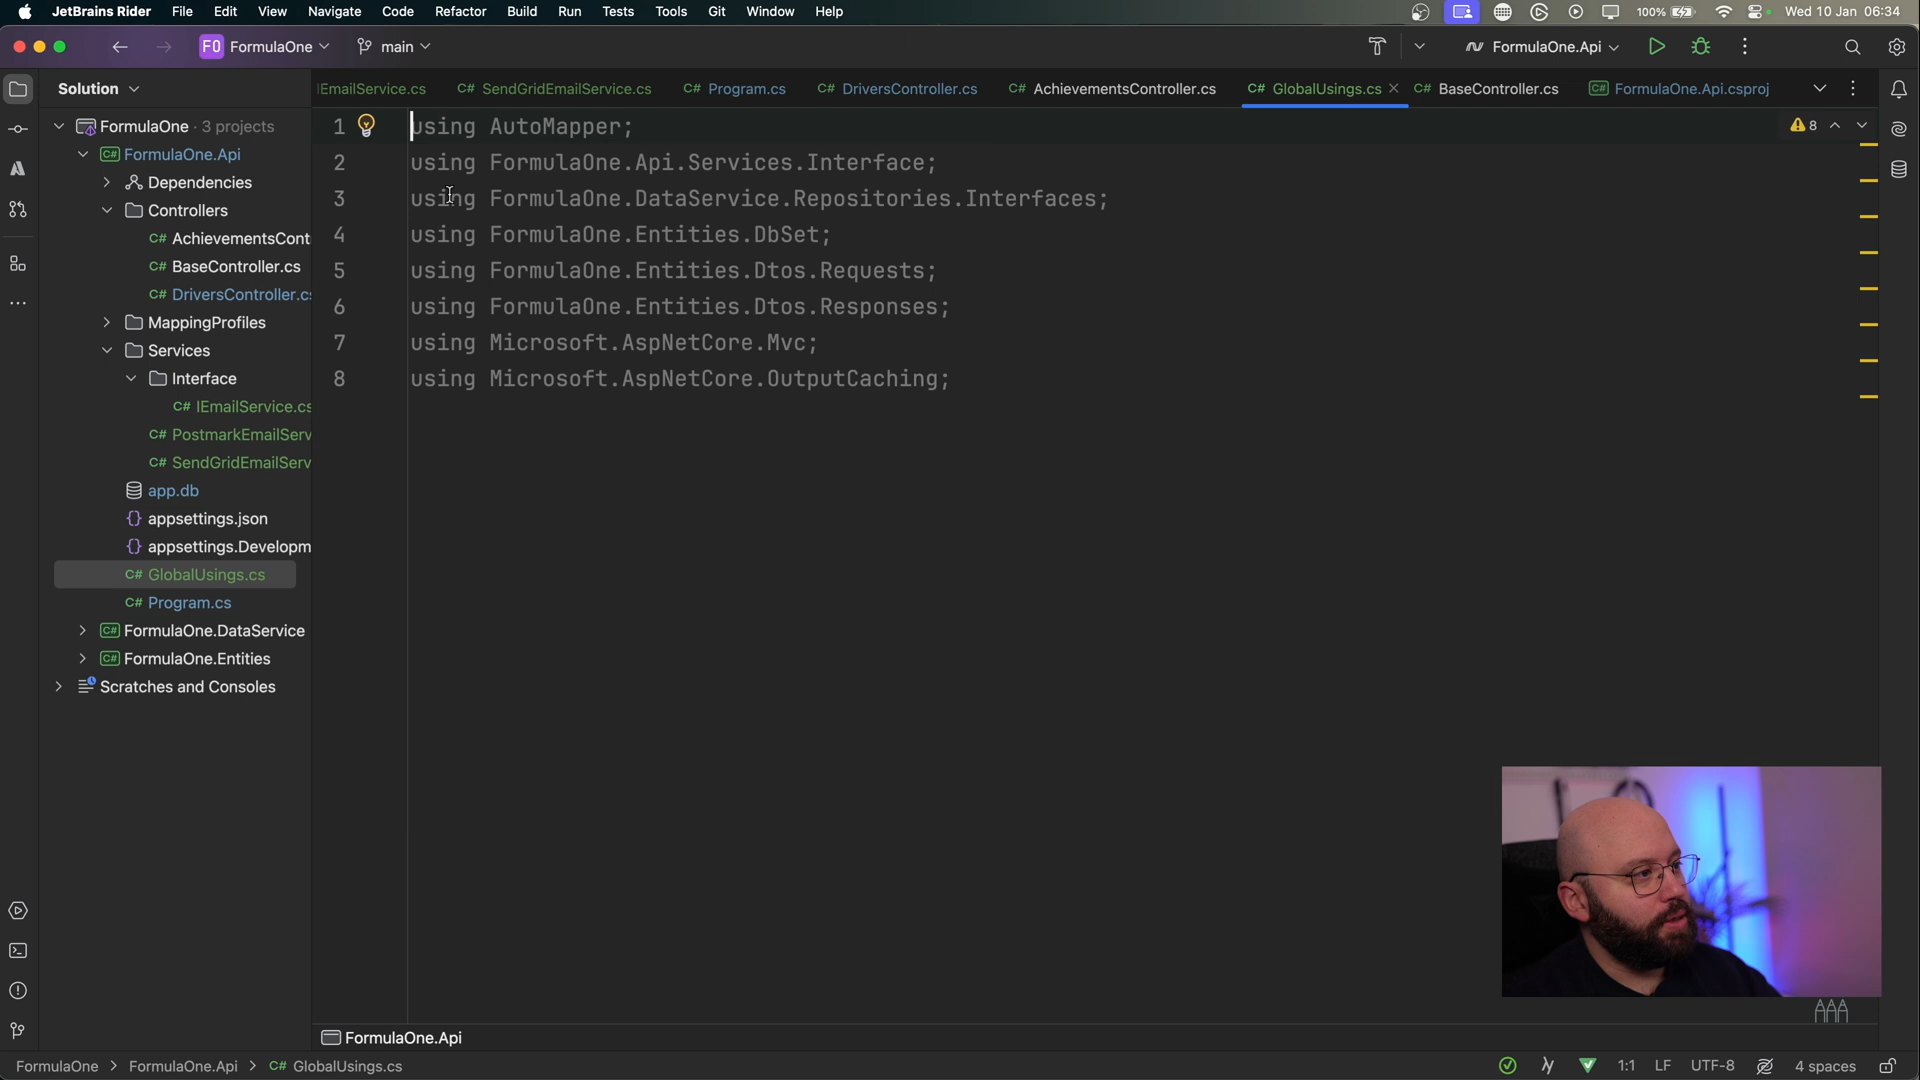 JetBrains Rider File Edit View Navigate Code Refactor Build Run Tests Tools Git Window Help 100% Wed 10 Jan 06:34
FO FormulaOne main FormulaOne.Api
Solution
IEmailService.cs C# SendGridEmailService.cs C# Program.cs C# DriversController.cs C# AchievementsController.cs C# GlobalUsings.cs C# BaseController.cs C# FormulaOne.Api.csproj
FormulaOne · 3 projects
C# FormulaOne.Api
Dependencies
Controllers
C# AchievementsCont
C# BaseController.cs
C# DriversController.cs
MappingProfiles
Services
Interface
C# IEmailService.cs
C# PostmarkEmailServ
C# SendGridEmailServ
app.db
{} appsettings.json
{} appsettings.Developm
C# GlobalUsings.cs
C# Program.cs
C# FormulaOne.DataService
C# FormulaOne.Entities
Scratches and Consoles
1 using AutoMapper;
2 using FormulaOne.Api.Services.Interface;
3 using FormulaOne.DataService.Repositories.Interfaces;
4 using FormulaOne.Entities.DbSet;
5 using FormulaOne.Entities.Dtos.Requests;
6 using FormulaOne.Entities.Dtos.Responses;
7 using Microsoft.AspNetCore.Mvc;
8 using Microsoft.AspNetCore.OutputCaching;
8
FormulaOne.Api
FormulaOne > FormulaOne.Api > C# GlobalUsings.cs 1:1 LF UTF-8 4 spaces